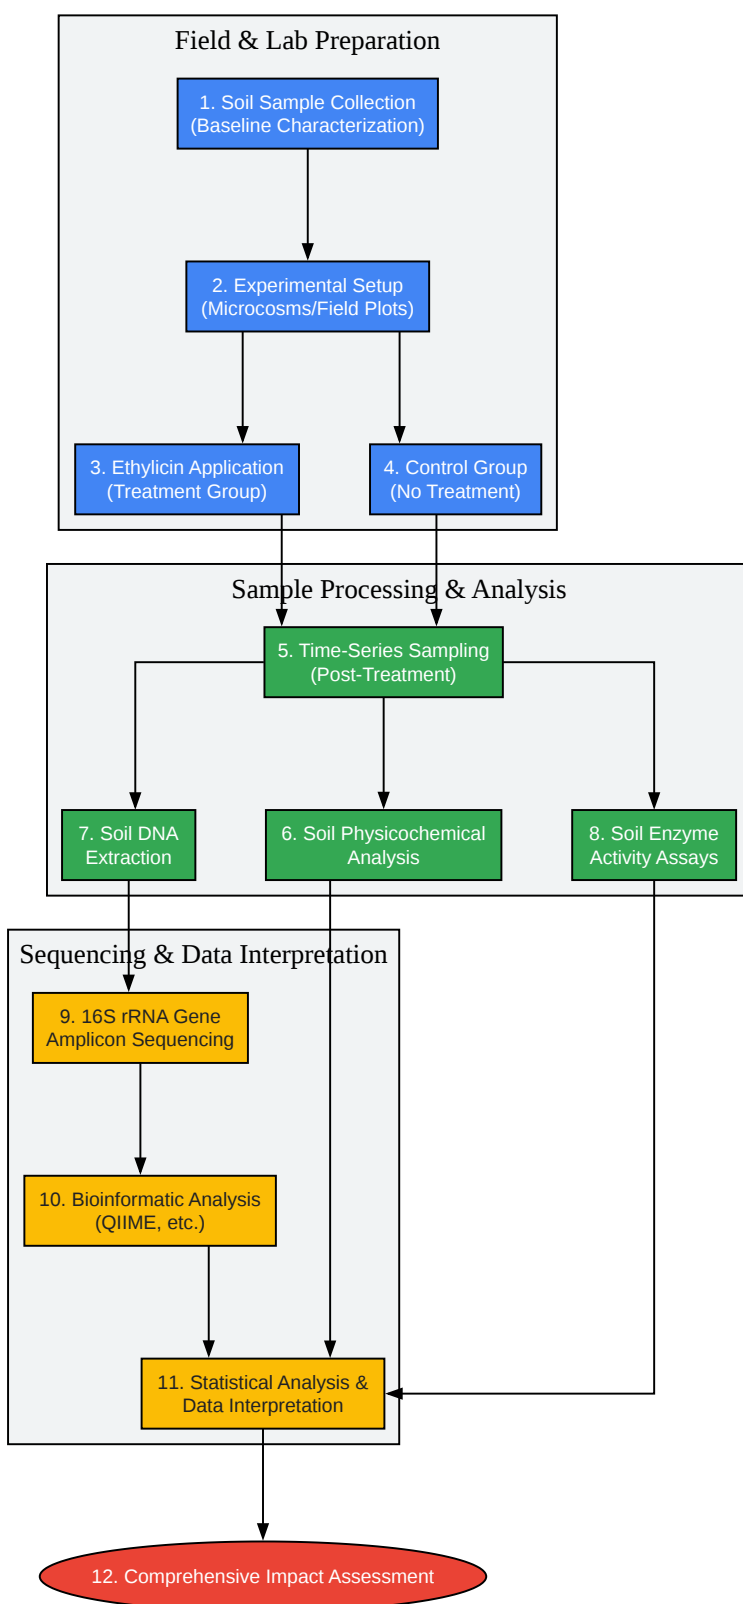 Field & Lab Preparation
1. Soil Sample Collection
(Baseline Characterization)
2. Experimental Setup
(Microcosms/Field Plots)
3. Ethylicin Application
(Treatment Group)
4. Control Group
(No Treatment)
Sample Processing & Analysis
5. Time-Series Sampling
(Post-Treatment)
7. Soil DNA
Extraction
6. Soil Physicochemical
Analysis
8. Soil Enzyme
Activity Assays
Sequencing & Data Interpretation
9. 16S rRNA Gene
Amplicon Sequencing
10. Bioinformatic Analysis
(QIIME, etc.)
11. Statistical Analysis &
Data Interpretation
12. Comprehensive Impact Assessment